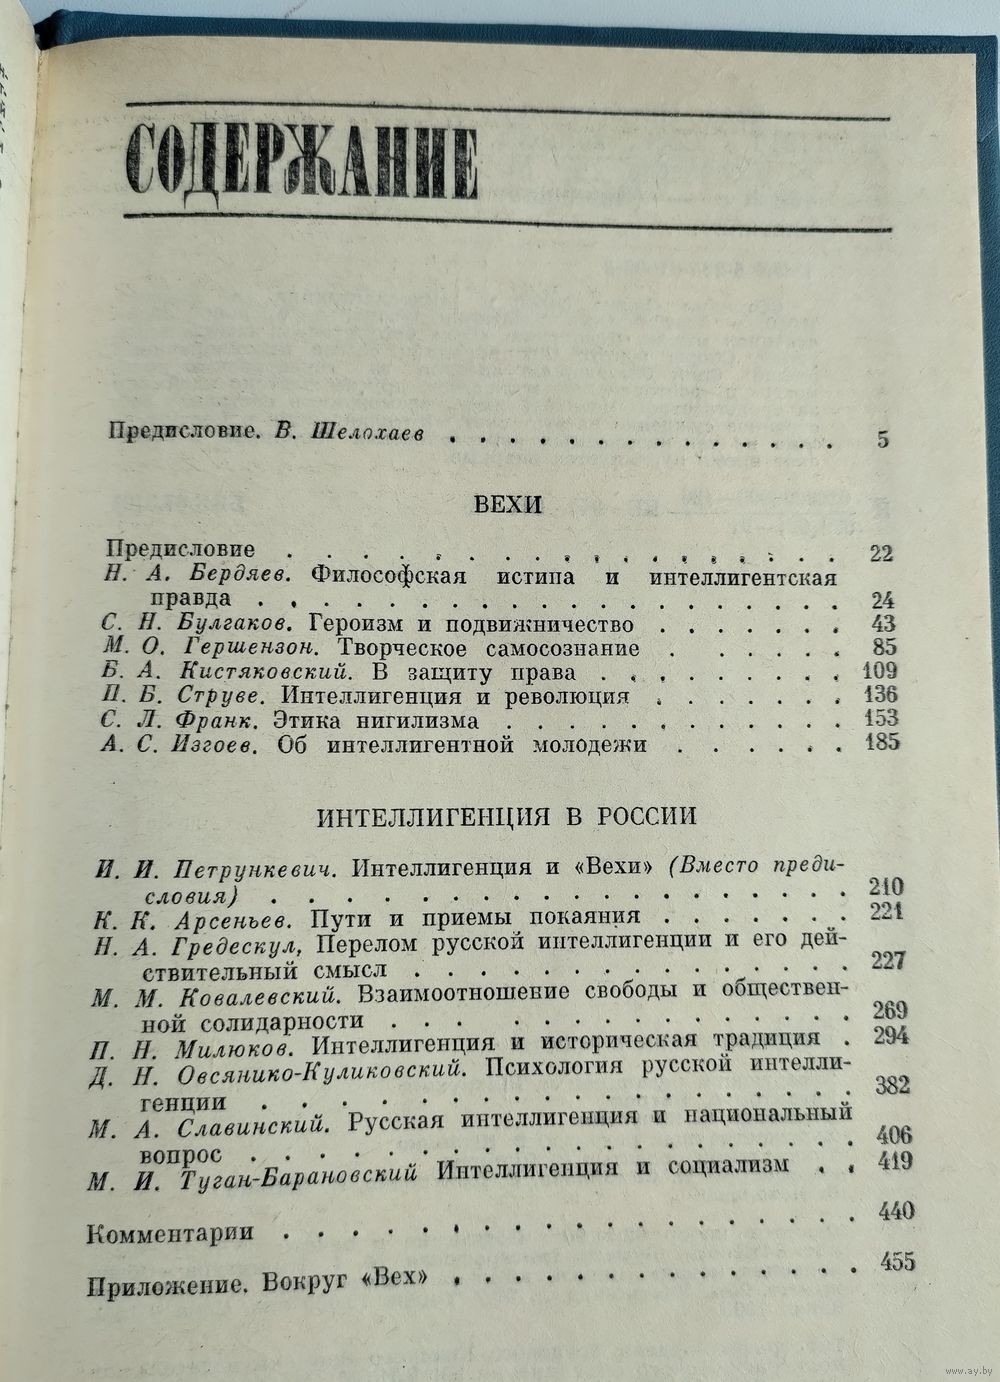 СОДЕРЖАНИЕ
Предисловие. В. Шелохаев . . . . . . . . . . . . . . 5
ВЕХИ
Предисловие . . . . . . . . . . . . . . . . . . . 22
Н. А. Бердяев. Философская истина и интеллигентская
правда . . . . . . . . . . . . . . . . . . . . 24
С. Н. Булгаков. Героизм и подвижничество . . . . . . . 43
М. О. Гершензон. Творческое самосознание . . . . . . 85
Б. А. Кистяковский. В защиту права . . . . . . . . . 109
П. Б. Струве. Интеллигенция и революция . . . . . . . 136
С. Л. Франк. Этика нигилизма . . . . . . . . . . . . 153
А. С. Изгоев. Об интеллигентной молодежи . . . . . . 185
ИНТЕЛЛИГЕНЦИЯ В РОССИИ
И. И. Петрункевич. Интеллигенция и «Вехи» (Вместо преди-
словия) . . . . . . . . . . . . . . . . . . . 210
К. К. Арсеньев. Пути и приемы покаяния . . . . . . . 221
Н. А. Гредескул, Перелом русской интеллигенции и его дей-
ствительный смысл . . . . . . . . . . . . . . 227
М. М. Ковалевский. Взаимоотношение свободы и обществен-
ной солидарности . . . . . . . . . . . . . . 269
П. Н. Милюков. Интеллигенция и историческая традиция . 294
Д. Н. Овсянико-Куликовский. Психология русской интелли-
генции . . . . . . . . . . . . . . . . . . 382
М. А. Славинский. Русская интеллигенция и национальный
вопрос . . . . . . . . . . . . . . . . . . 406
М. И. Туган-Барановский Интеллигенция и социализм . . 419
Комментарии . . . . . . . . . . . . . . . . . 440
Приложение. Вокруг «Вех» . . . . . . . . . . . . . . 455
www.ay.by